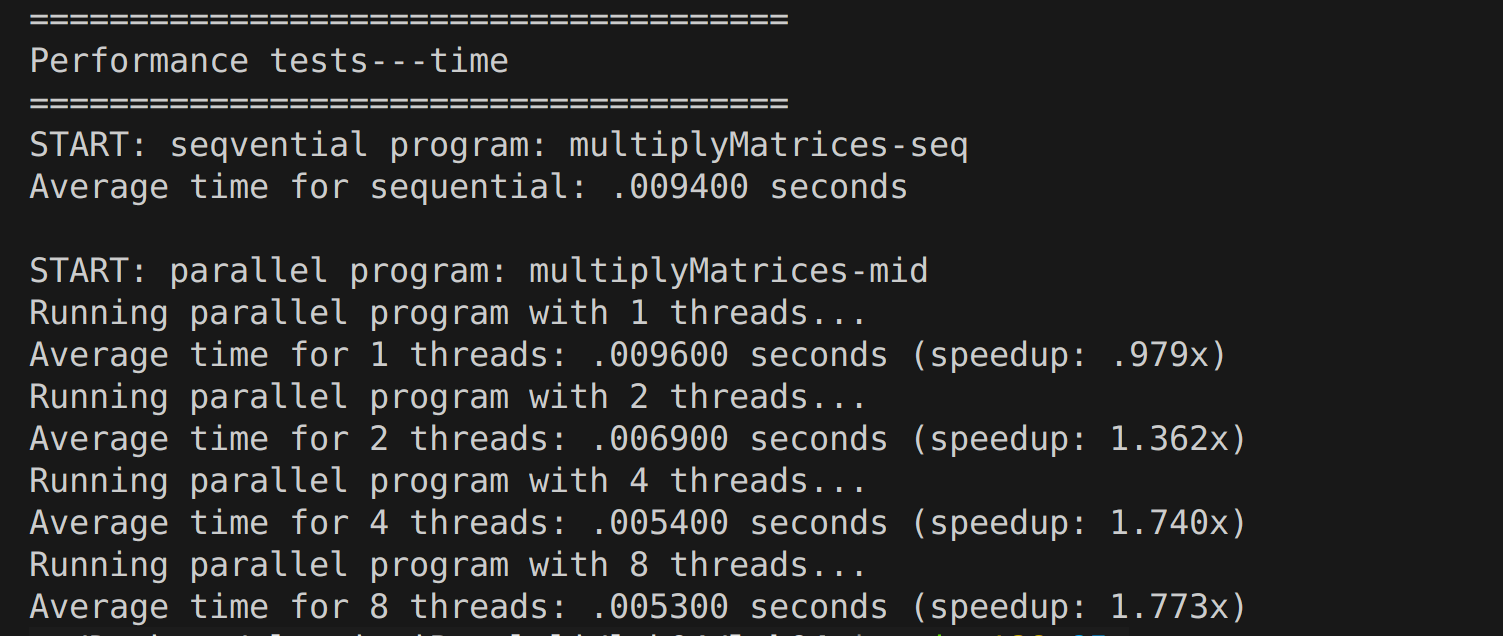 ======================================
Performance tests---time
======================================
START: seqvential program: multiplyMatrices-seq
Average time for sequential: .009400 seconds
START: parallel program: multiplyMatrices-mid
Running parallel program with 1 threads...
Average time for 1 threads: .009600 seconds (speedup: .979x)
Running parallel program with 2 threads...
Average time for 2 threads: .006900 seconds (speedup: 1.362x)
Running parallel program with 4 threads...
Average time for 4 threads: .005400 seconds (speedup: 1.740x)
Running parallel program with 8 threads...
Average time for 8 threads: .005300 seconds (speedup: 1.773x)